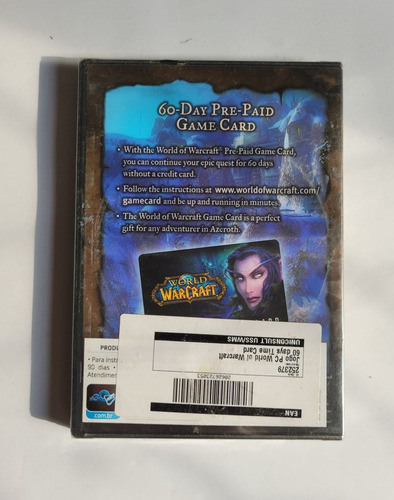 60-DAY PRE-PAID
GAME CARD
• With the World of Warcraft® Pre-Paid Game Card,
you can continue your epic quest for 60 days
without a credit card.
• Follow the instructions at www.worldofwarcraft.com/
gamecard and be up and running in minutes.
• The World of Warcraft Game Card is a perfect
gift for any adventurer in Azeroth.
WORLD
OF
WARCRAFT
PRODU
• Para inst
90 dias •
Atendime
.com.br
UNICONSULT USS/WMS
252379
Jogo PC World of Warcraft
60 days Time Card
EAN